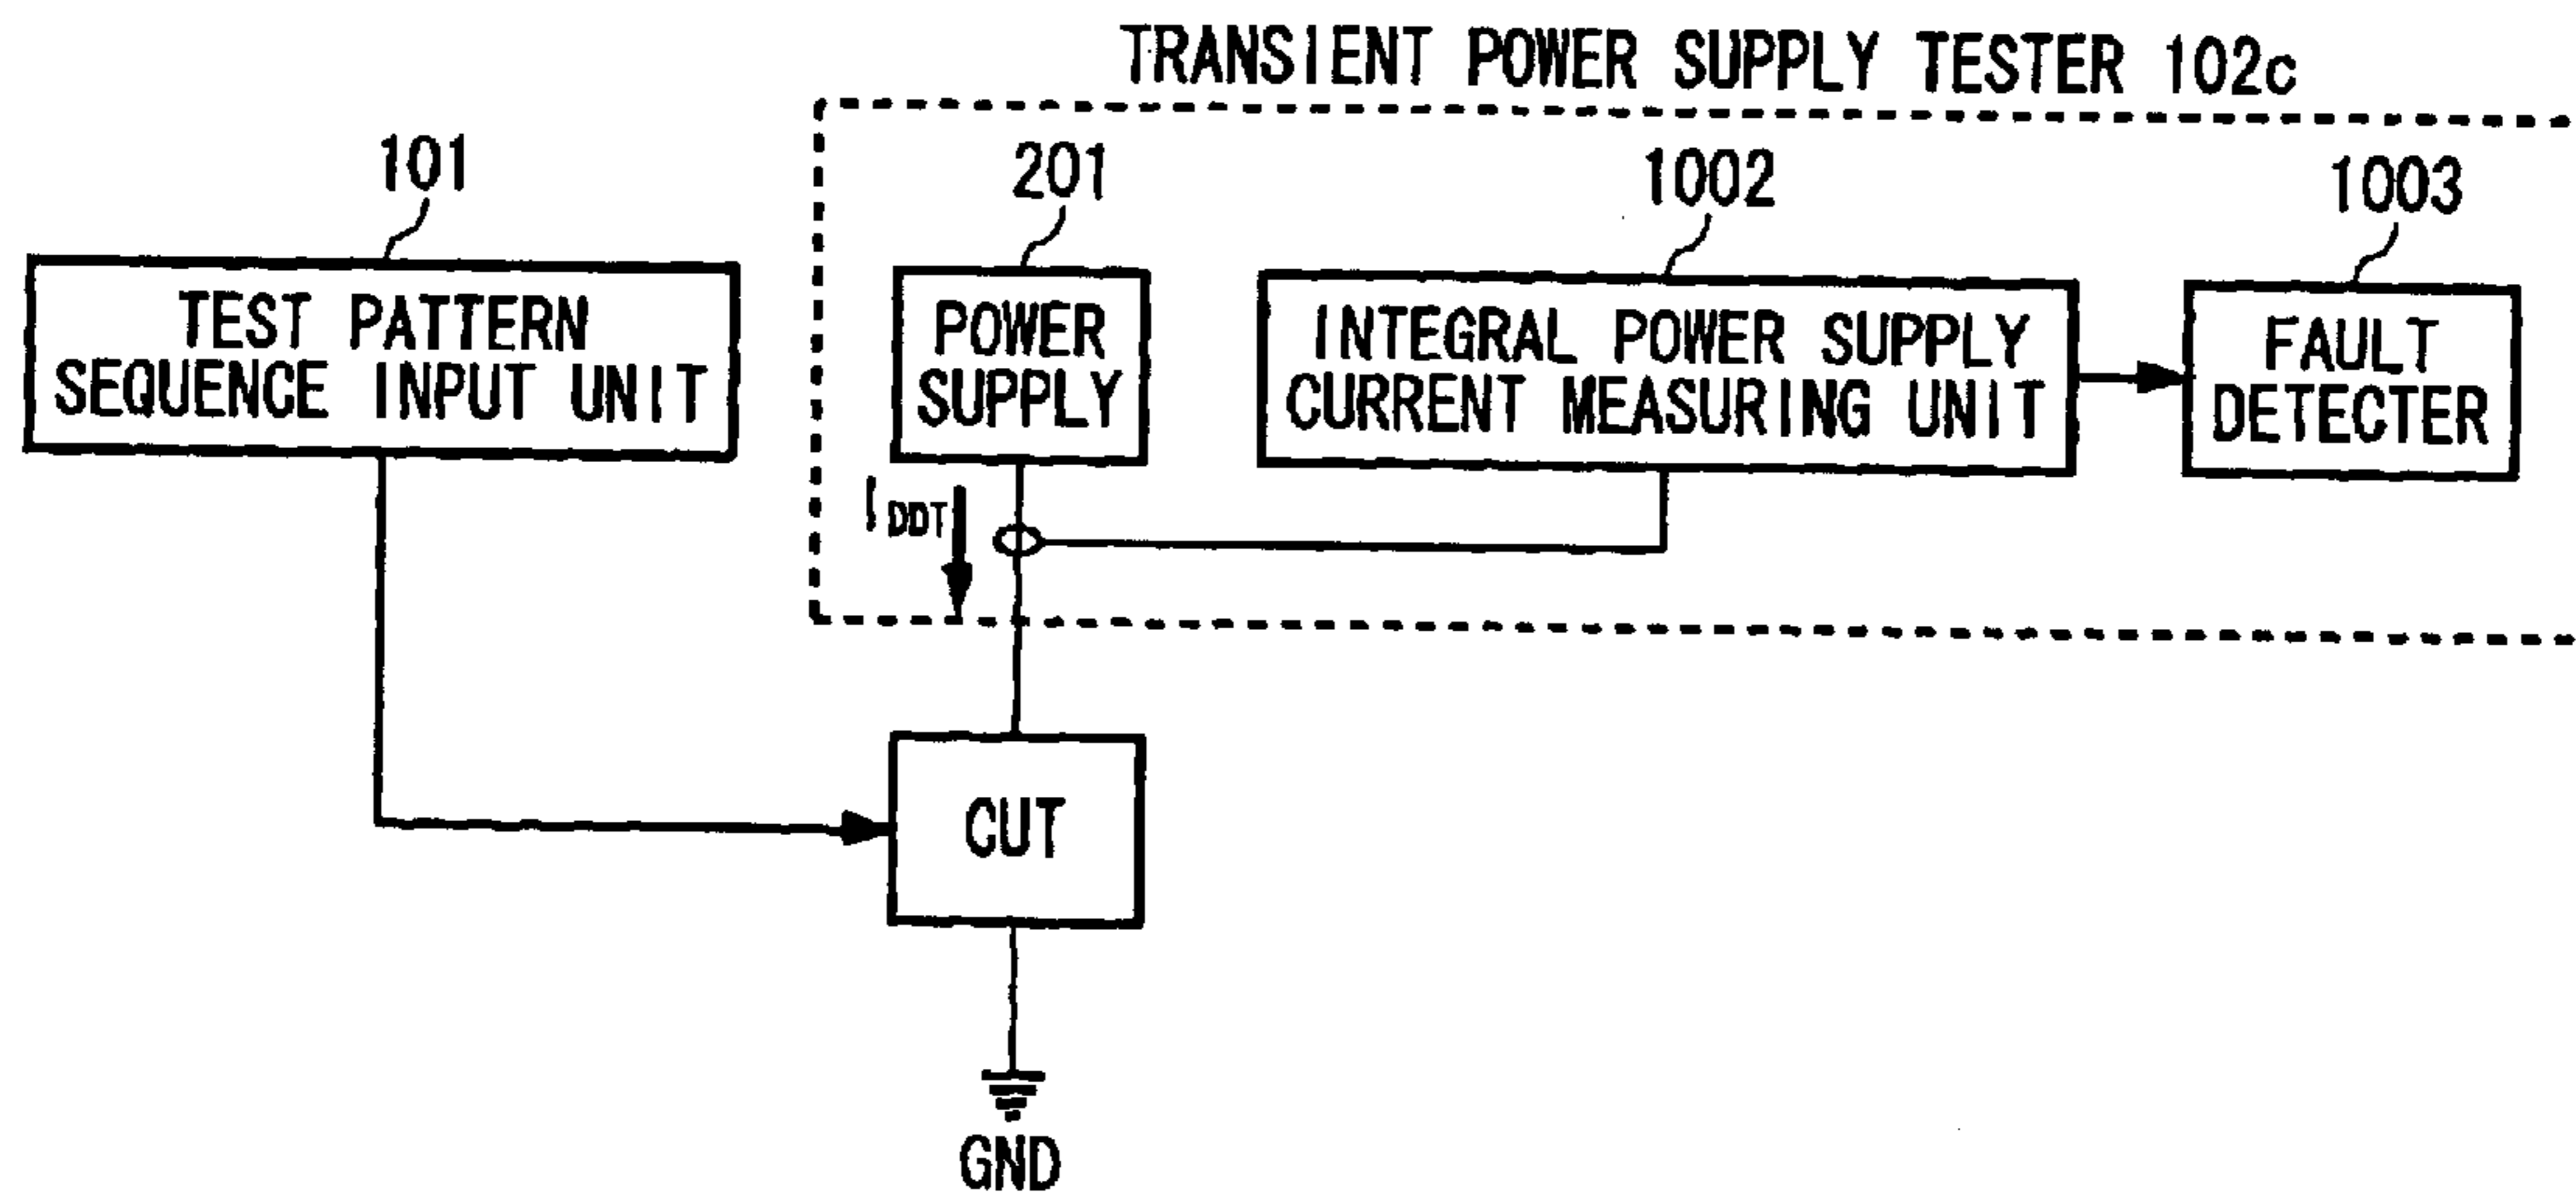 TRANSIENT POWER SUPPLY TESTER 102c
101
201
1002
1003
TEST PATTERN
SEQUENCE INPUT UNIT
POWER
SUPPLY
INTEGRAL POWER SUPPLY
CURRENT MEASURING UNIT
FAULT
DETECTER
IDDT
CUT
GND